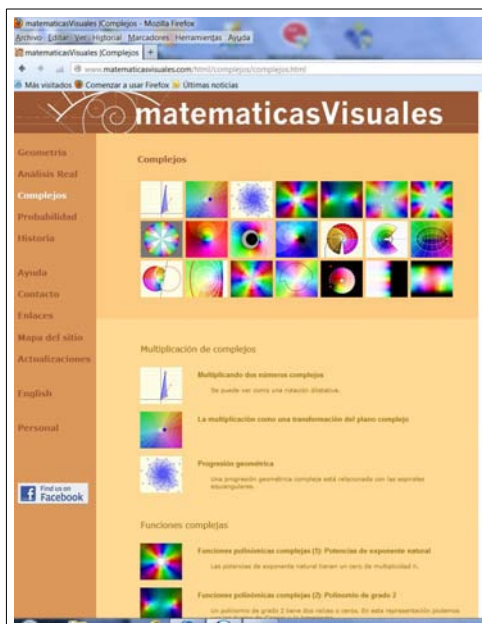 matematicasVisuales |Complejos - Mozilla Firefox
Archivo Editar Ver Historial Marcadores Herramientas Ayuda
matematicasVisuales |Complejos +
www.matematicasvisuales.com/html/complejos/complejos.html
Más visitados Comenzar a usar Firefox Últimas noticias
matematicasVisuales
Geometría
Análisis Real
Complejos
Probabilidad
Historia
Ayuda
Contacto
Enlaces
Mapa del sitio
Actualizaciones
English
Personal
Find us on
Facebook
Complejos
Multiplicación de complejos
Multiplicando dos números complejos
Se puede ver como una rotación dilatativa.
La multiplicación como una transformación del plano complejo
Progresión geométrica
Una progresión geométrica compleja está relacionada con las espirales
equiangulares.
Funciones complejas
Funciones polinómicas complejas (1): Potencias de exponente natural
Las potencias de exponente natural tienen un cero de multiplicidad n.
Funciones polinómicas complejas (2): Polinomio de grado 2
Un polinomio de grado 2 tiene dos raíces o ceros. En esta representación podemos